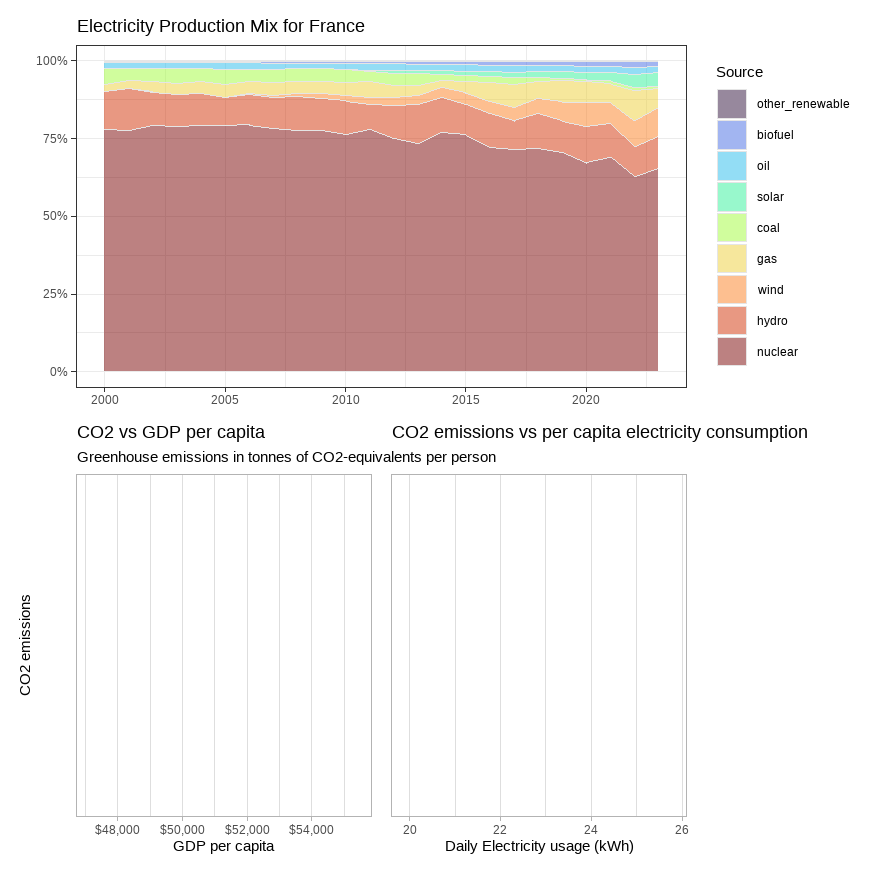 Electricity Production Mix for France
100%
75%
50%
25%
0%
2000 2005 2010 2015 2020
Source
other_renewable
biofuel
oil
solar
coal
gas
wind
hydro
nuclear
CO2 vs GDP per capita
Greenhouse emissions in tonnes of CO2-equivalents per person
CO2 emissions
$48,000 $50,000 $52,000 $54,000
GDP per capita
CO2 emissions vs per capita electricity consumption
20 22 24 26
Daily Electricity usage (kWh)